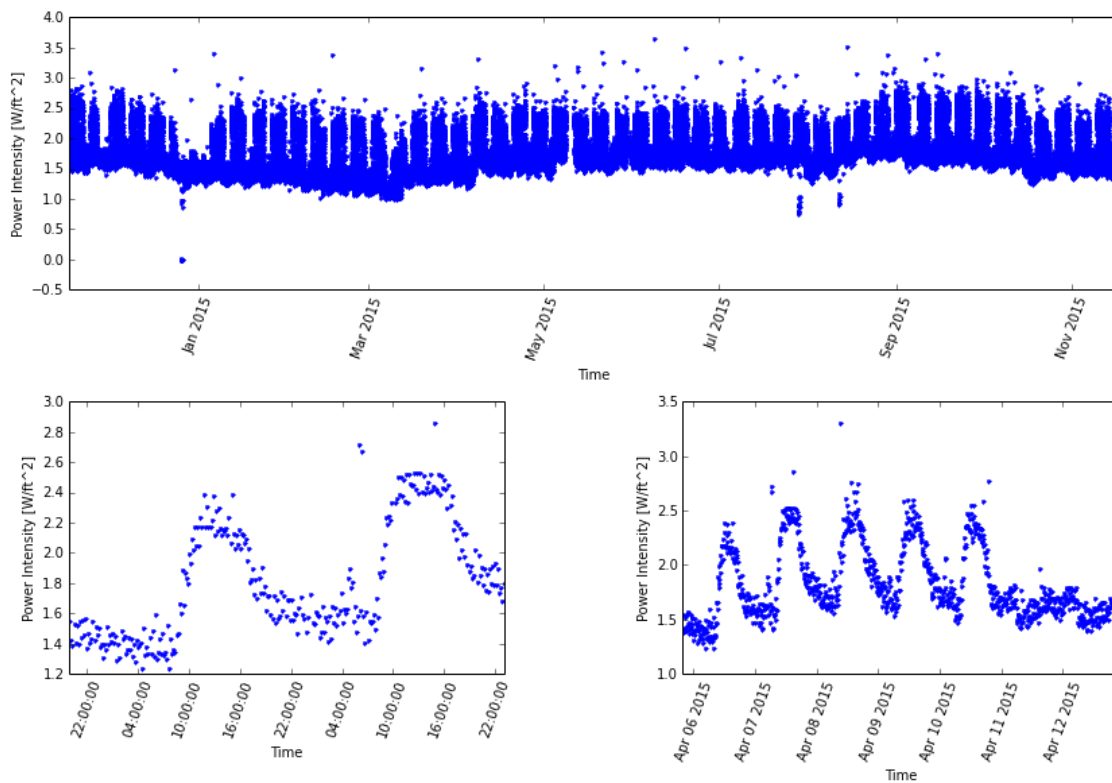 4.0
3.5
3.0
2.5
2.0
1.5
1.0
0.5
0.0
−0.5
Power Intensity [W/ft^2]
Jan 2015
Mar 2015
May 2015
Jul 2015
Sep 2015
Nov 2015
Time
3.0
2.8
2.6
2.4
2.2
2.0
1.8
1.6
1.4
1.2
Power Intensity [W/ft^2]
22:00:00
04:00:00
10:00:00
16:00:00
22:00:00
04:00:00
10:00:00
16:00:00
22:00:00
Time
3.5
3.0
2.5
2.0
1.5
1.0
Power Intensity [W/ft^2]
Apr 06 2015
Apr 07 2015
Apr 08 2015
Apr 09 2015
Apr 10 2015
Apr 11 2015
Apr 12 2015
Time